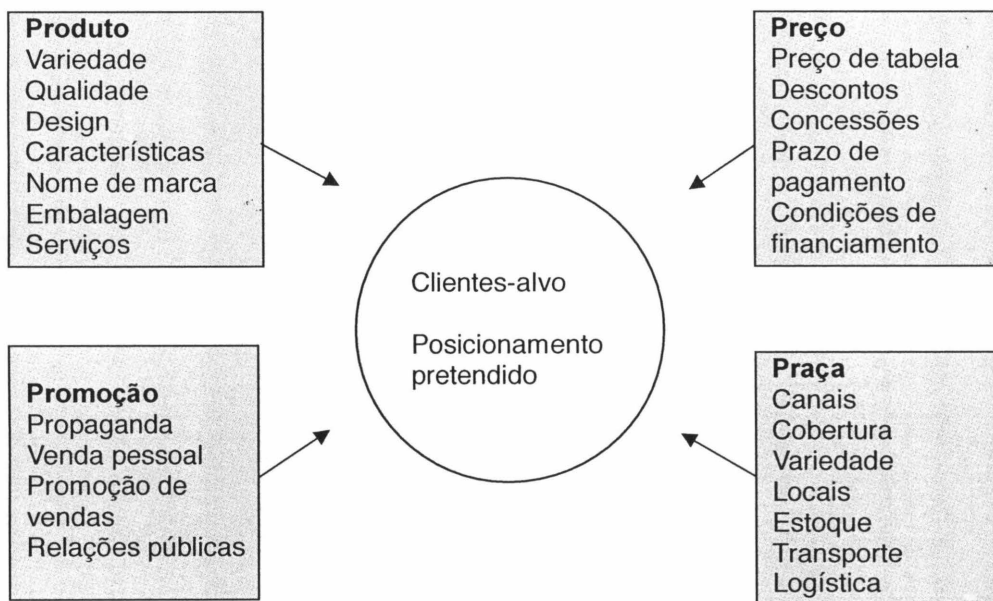 Produto
Variedade
Qualidade
Design
Características
Nome de marca
Embalagem
Serviços
Preço
Preço de tabela
Descontos
Concessões
Prazo de
pagamento
Condições de
financiamento
Clientes-alvo
Posicionamento
pretendido
Promoção
Propaganda
Venda pessoal
Promoção de
vendas
Relações públicas
Praça
Canais
Cobertura
Variedade
Locais
Estoque
Transporte
Logística